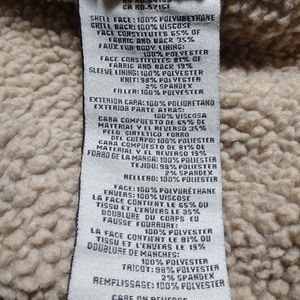 SHELL FACE: 100% POLYURETHANE
SHELL BACK: 100% VISCOSE
FACE CONSTITUTES 65% OF
FABRIC AND BACK 35%
FAUX FUR BODY LINING:
100% POLYESTER
FACE CONSTITUTES 81% OF
FABRIC AND BACK 19%
SLEEVE LINING: 100% POLYESTER
KNIT: 98% POLYESTER
2% SPANDEX
FILLER: 100% POLYESTER
EXTERIOR CARA: 100% POLIURETANO
EXTERIOR PARTE ATRAS:
100% VISCOSA
CARA COMPUESTO DE 65% DE
MATERIAL Y EL REVERSO 35%
PIEL SINTETICO FORRO
DEL CUERPO: 100% POLIESTER
CARA COMPUESTO DE 81% DE
MATERIAL Y EL REVERSO 19%
FORRO DE LA MANGA: 100% POLIESTER
TEJIDO: 98% POLIESTER
2% SPANDEX
RELLENO: 100% POLIESTER
FACE: 100% POLYURÉTHANE
ENVERS: 100% VISCOSE
LA FACE CONTIENT LE 65% DU
TISSU ET L'ENVERS LE 35%
DOUBLURE DU CORPS EU
FAUSSE FOURRURE:
100% POLYESTER
LA FACE CONTIENT LE 81% DU
TISSU ET L'ENVERS LE 19%
DOUBLURE DE MANCHES:
100% POLYESTER
TRICOT: 98% POLYESTER
2% SPANDEX
REMPLISSAGE: 100% POLYESTER
CARE ON REVERSE